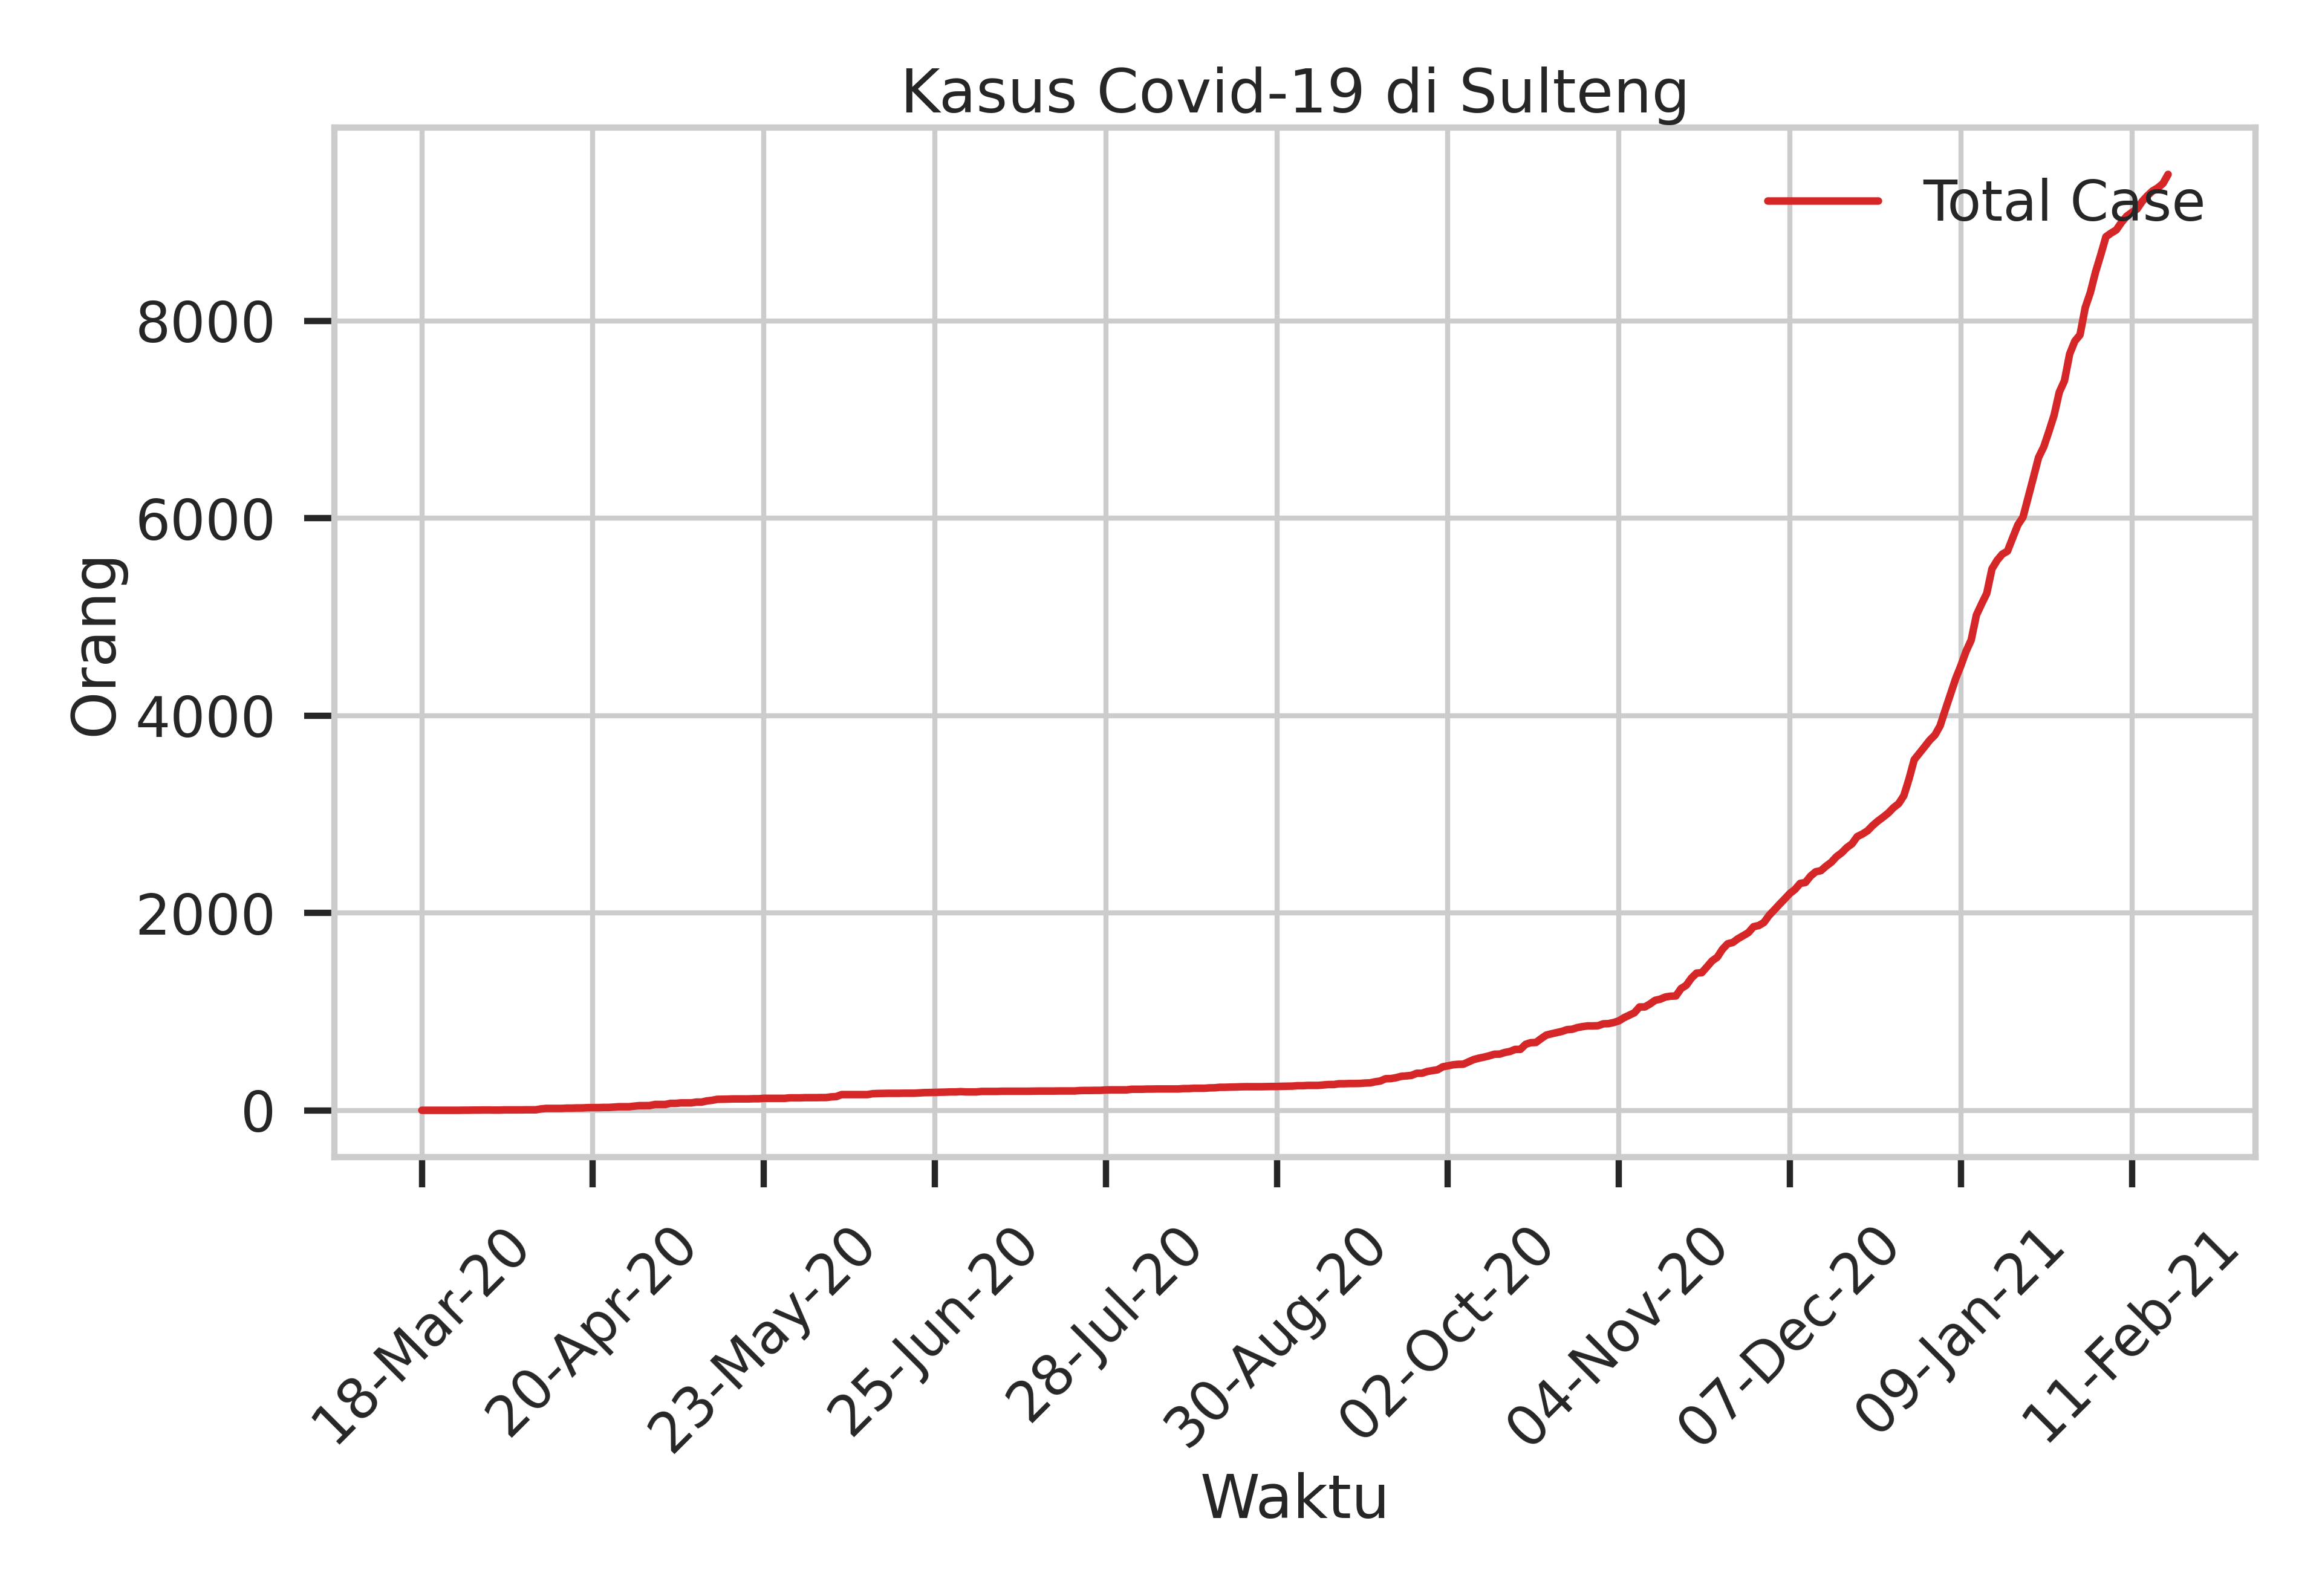 Kasus Covid-19 di Sulteng
Total Case
Orang
8000
6000
4000
2000
0
18-Mar-20
20-Apr-20
23-May-20
25-Jun-20
28-Jul-20
30-Aug-20
02-Oct-20
04-Nov-20
07-Dec-20
09-Jan-21
11-Feb-21
Waktu